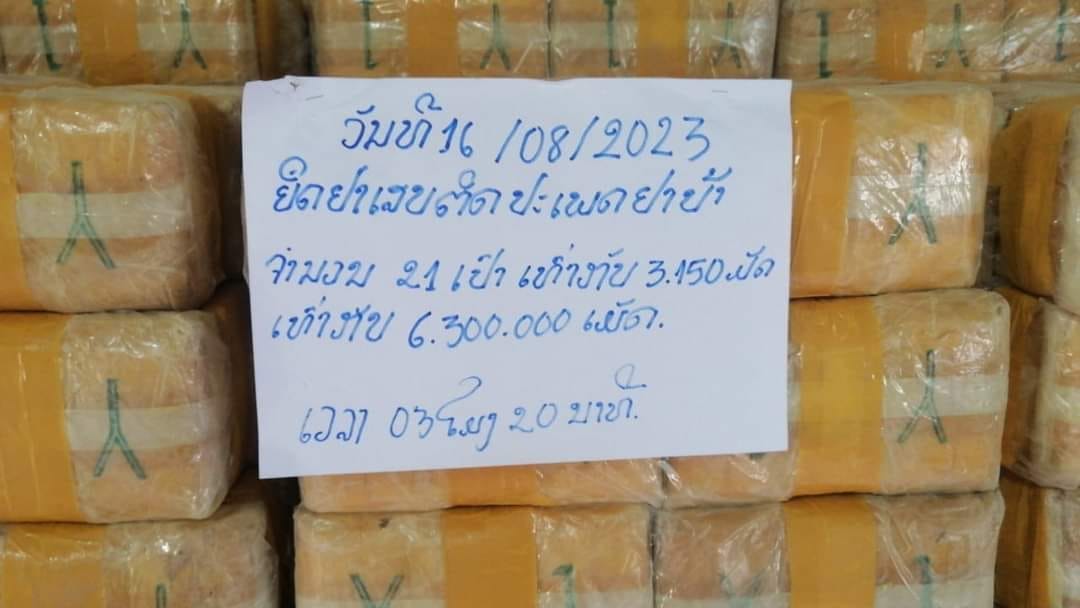 ວັນທີ 16/08/2023
ຍຶດຢາເສບຕິດປະເພດຢາບ້າ
ຈຳນວນ 21 ເປົາ ເທົ່າກັບ 3.150 ມັດ
ເທົ່າກັບ 6.300.000 ເມັດ.
ເວລາ 03 ໂມງ 20 ນາທີ.